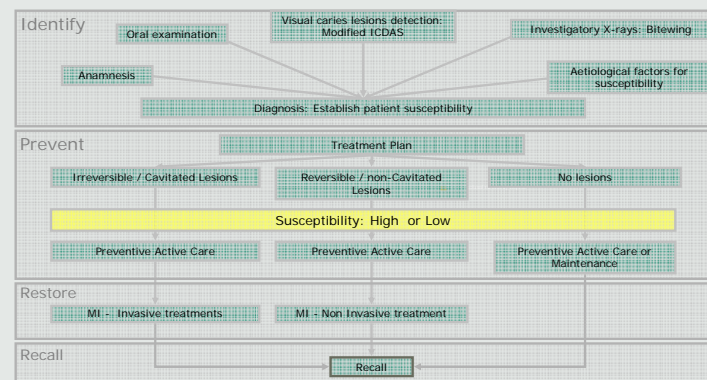 Identify
Visual caries lesions detection:
Modified ICDAS
Oral examination
Investigatory X-rays: Bitewing
Anamnesis
Aetiological factors for
susceptibility
Diagnosis: Establish patient susceptibility
Prevent
Treatment Plan
Irreversible / Cavitated Lesions
Reversible / non-Cavitated
Lesions
No lesions
Susceptibility: High or Low
Preventive Active Care
Preventive Active Care
Preventive Active Care or
Maintenance
Restore
MI - Invasive treatments
MI - Non Invasive treatment
Recall
Recall